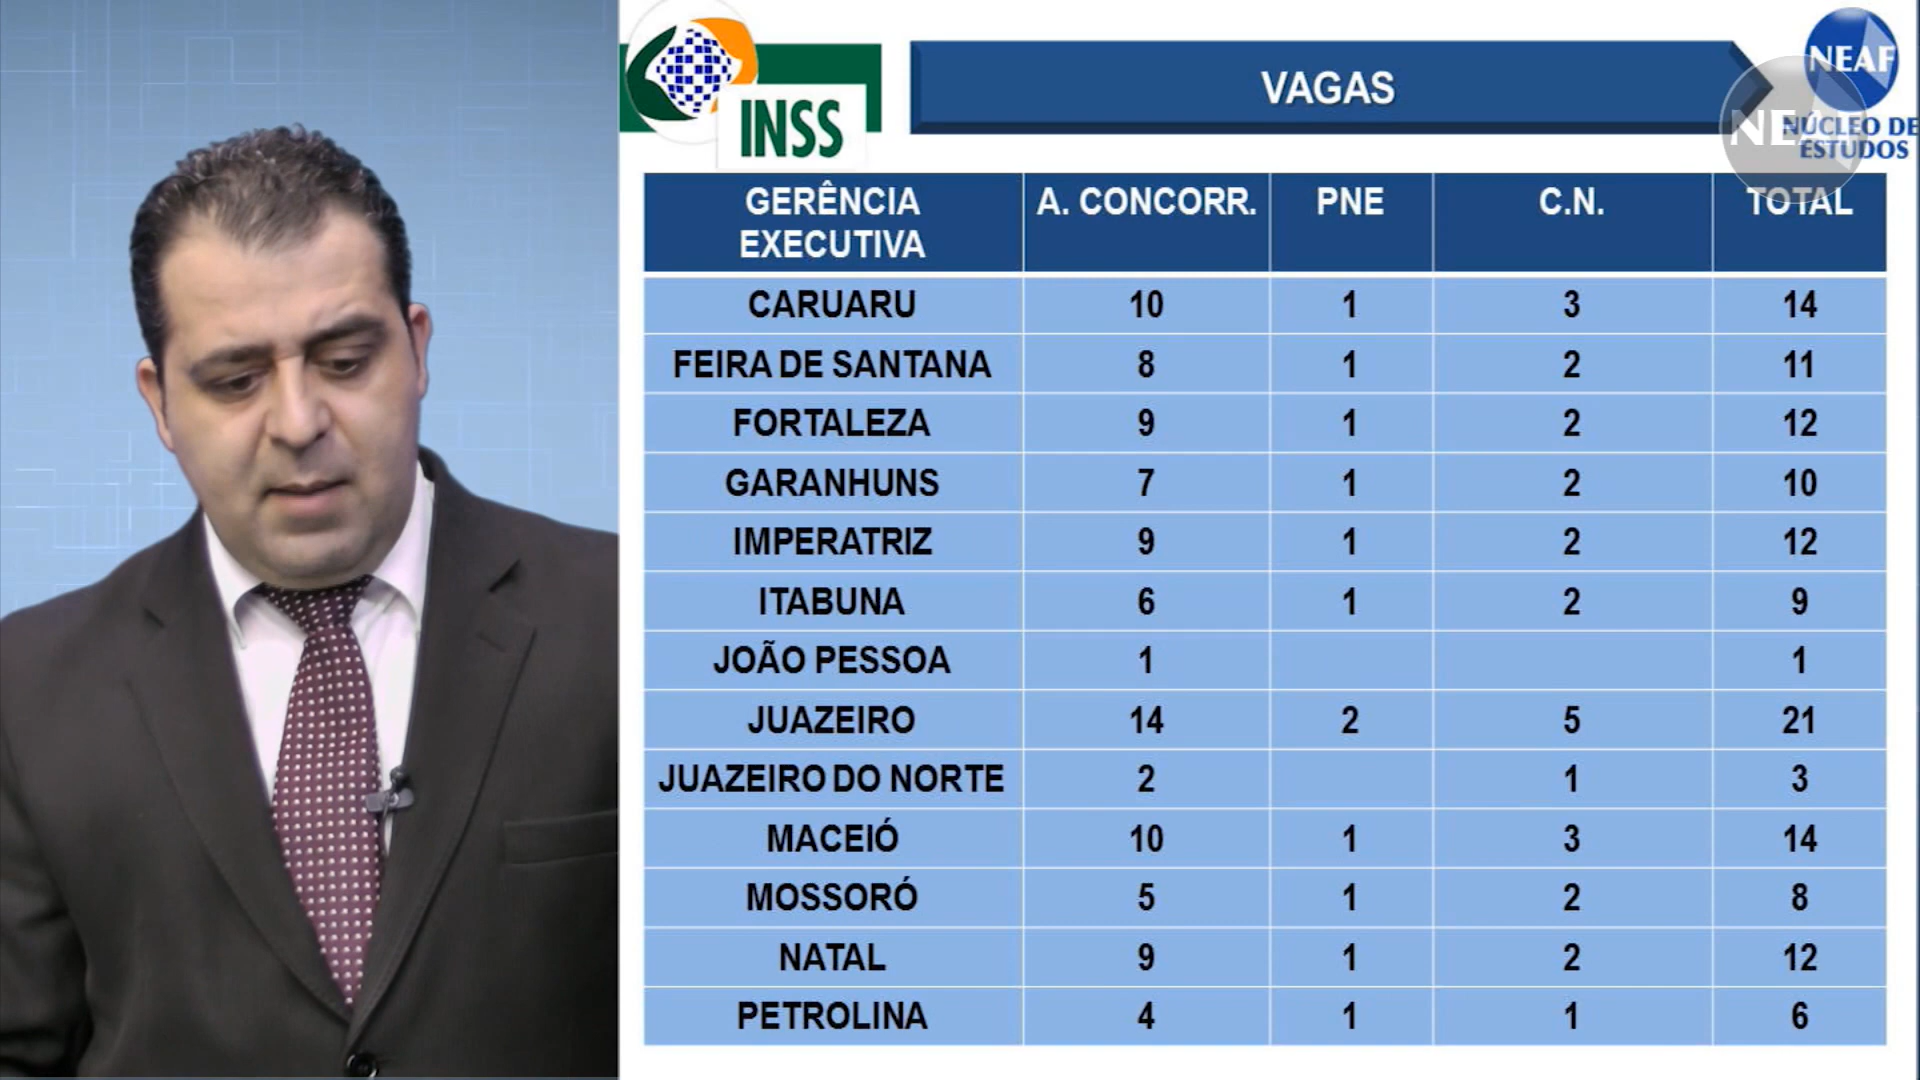 INSS
VAGAS
NEAF
NÚCLEO DE
ESTUDOS
NEAF
GERÊNCIA
EXECUTIVA
A. CONCORR.
PNE
C.N.
TOTAL
CARUARU 10 1 3 14
FEIRA DE SANTANA 8 1 2 11
FORTALEZA 9 1 2 12
GARANHUNS 7 1 2 10
IMPERATRIZ 9 1 2 12
ITABUNA 6 1 2 9
JOÃO PESSOA 1 1
JUAZEIRO 14 2 5 21
JUAZEIRO DO NORTE 2 1 3
MACEIÓ 10 1 3 14
MOSSORÓ 5 1 2 8
NATAL 9 1 2 12
PETROLINA 4 1 1 6